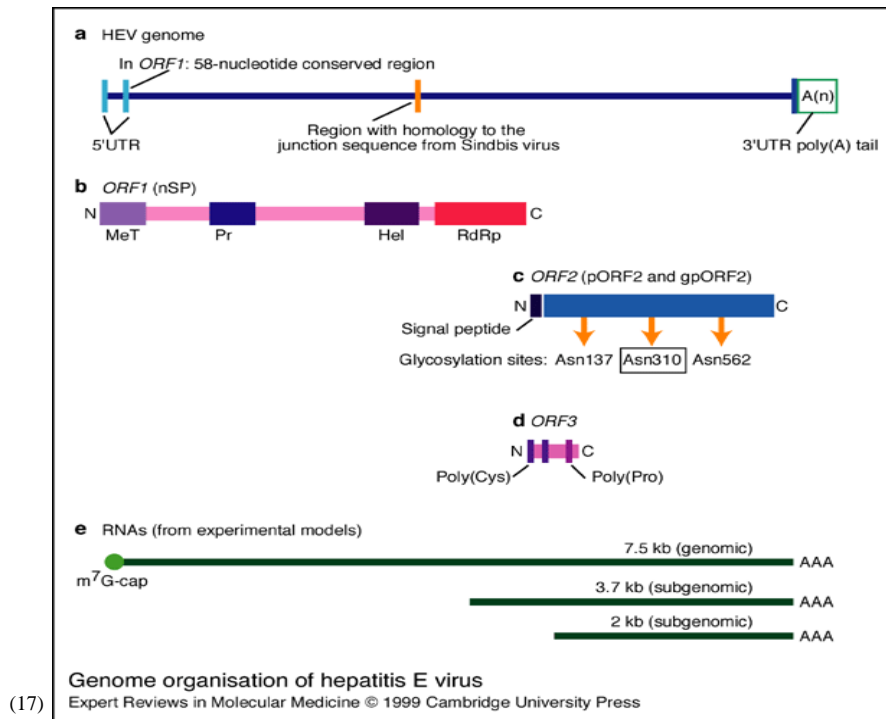 a HEV genome
In ORF1: 58-nucleotide conserved region
A(n)
5'UTR
Region with homology to the
junction sequence from Sindbis virus
3'UTR poly(A) tail
b ORF1 (nSP)
N C
MeT Pr Hel RdRp
c ORF2 (pORF2 and gpORF2)
N C
Signal peptide
Glycosylation sites: Asn137 Asn310 Asn562
d ORF3
N C
Poly(Cys) Poly(Pro)
e RNAs (from experimental models)
7.5 kb (genomic)
AAA
m⁷G-cap
3.7 kb (subgenomic)
AAA
2 kb (subgenomic)
AAA
Genome organisation of hepatitis E virus
(17) Expert Reviews in Molecular Medicine © 1999 Cambridge University Press